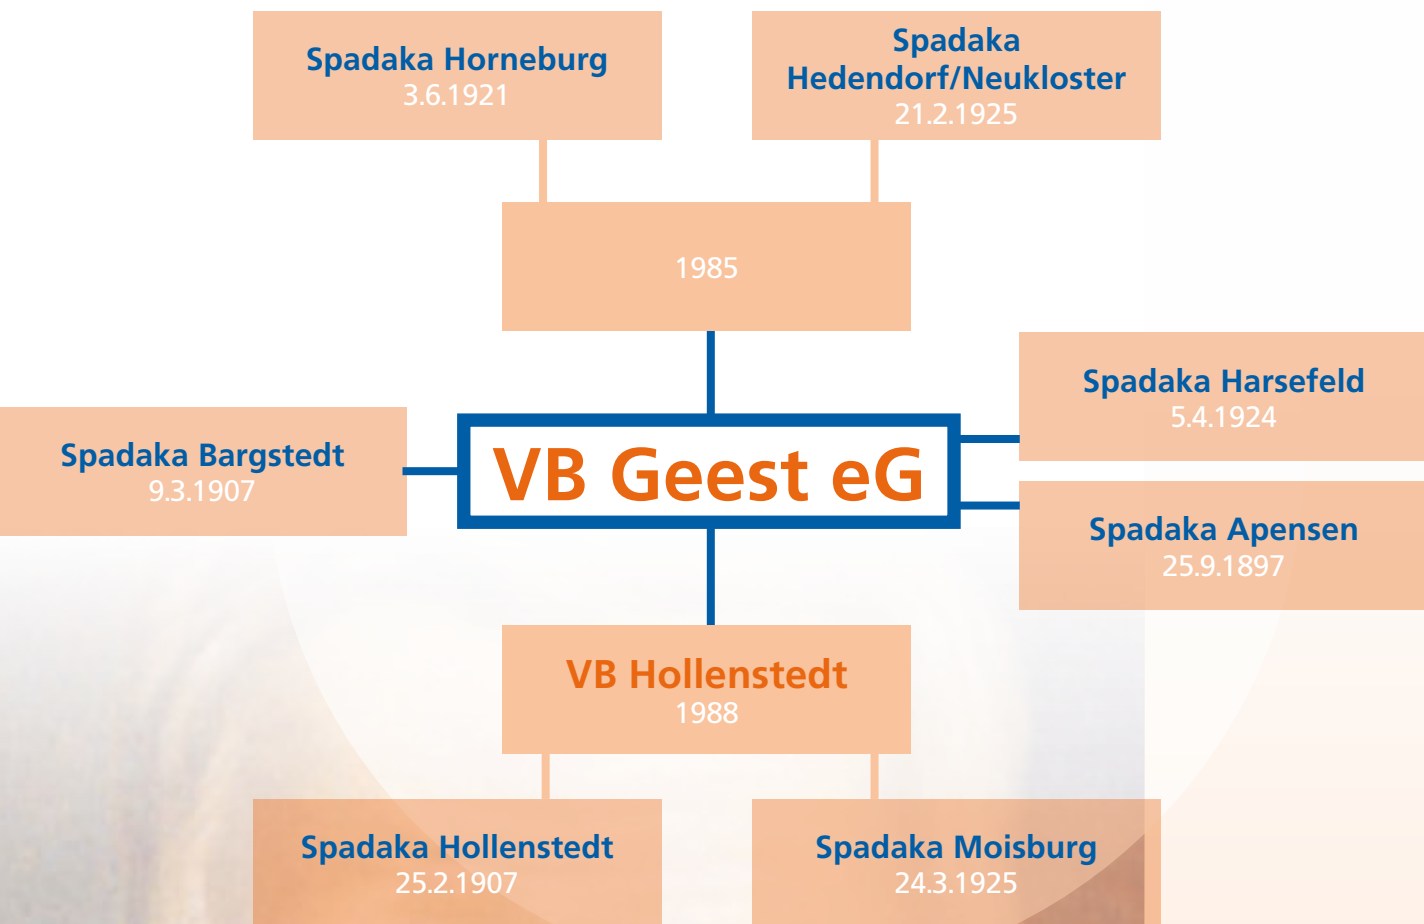 Spadaka Horneburg
3.6.1921
Spadaka
Hedendorf/Neukloster
21.2.1925
1985
Spadaka Harsefeld
5.4.1924
Spadaka Bargstedt
9.3.1907
VB Geest eG
Spadaka Apensen
25.9.1897
VB Hollenstedt
1988
Spadaka Hollenstedt
25.2.1907
Spadaka Moisburg
24.3.1925